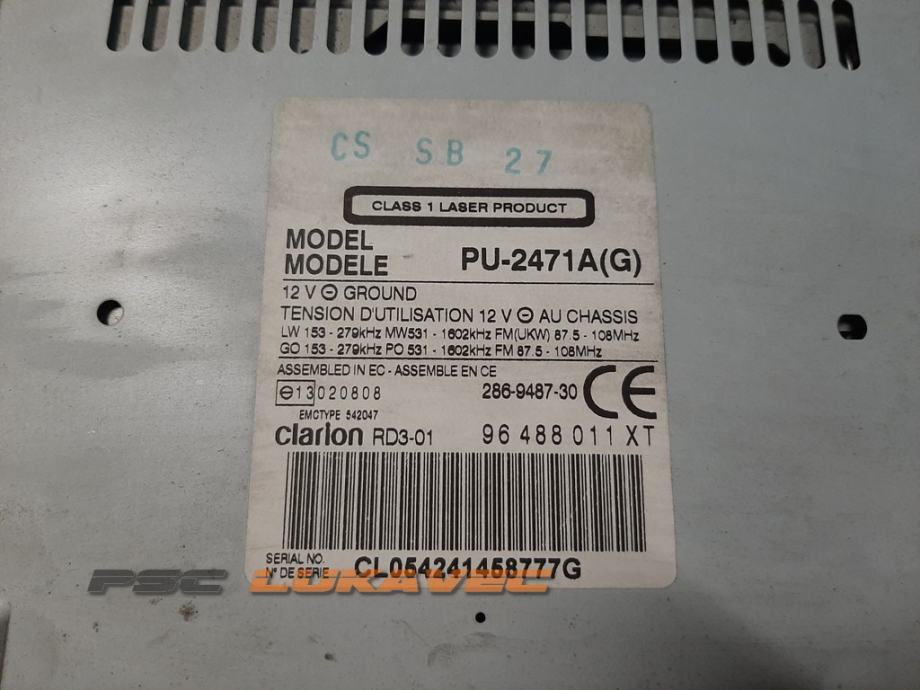 CS SB 27
CLASS 1 LASER PRODUCT
MODEL
MODELE PU-2471A(G)
12 V ⊖ GROUND
TENSION D'UTILISATION 12 V ⊖ AU CHASSIS
LW 153 - 279kHz MW531 - 1602kHz FM(UKW) 87.5 - 108MHz
GO 153 - 279kHz PO 531 - 1602kHz FM 87.5 - 108MHz
ASSEMBLED IN EC - ASSEMBLE EN CE
⊖13020808 286-9487-30 CE
EMCTYPE 542047
clarion RD3-01 96 488 011 XT
SERIAL NO.
N° DE SERIE CL054241458777G
PSC LUKAVEC